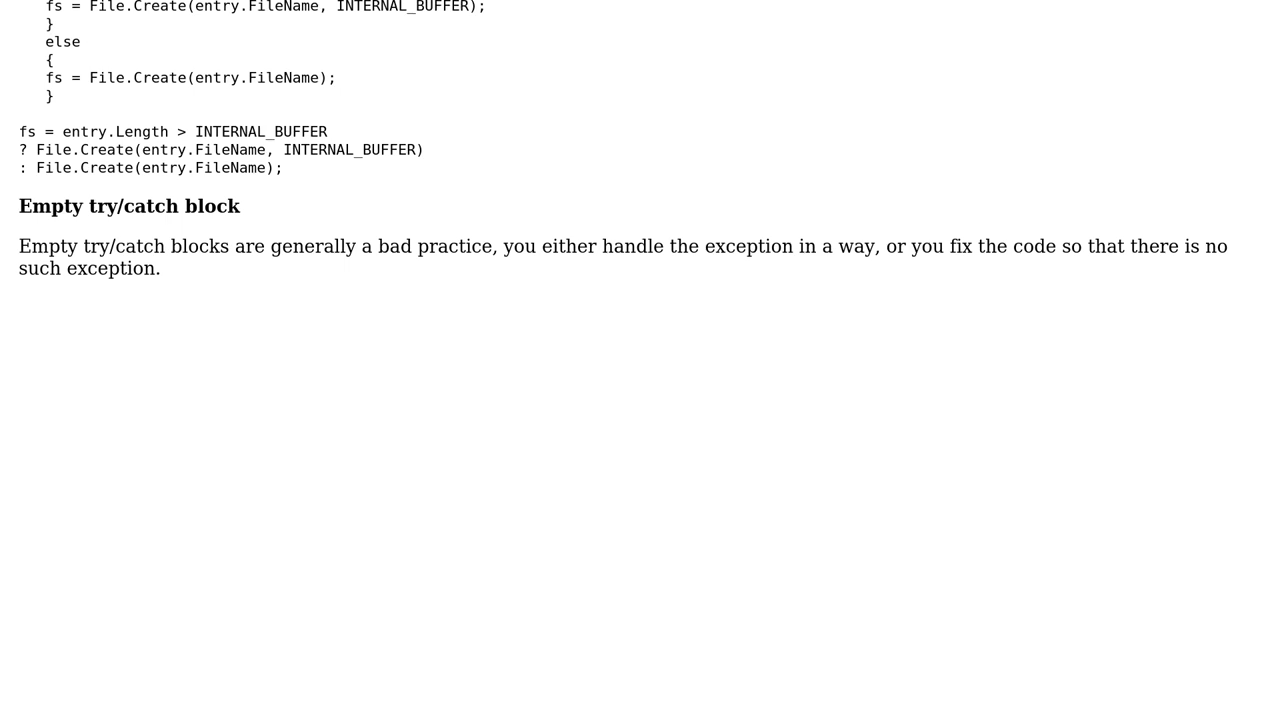 fs = File.Create(entry.FileName, INTERNAL_BUFFER);
}
else
{
fs = File.Create(entry.FileName);
}
fs = entry.Length > INTERNAL_BUFFER
? File.Create(entry.FileName, INTERNAL_BUFFER)
: File.Create(entry.FileName);
Empty try/catch block
Empty try/catch blocks are generally a bad practice, you either handle the exception in a way, or you fix the code so that there is no
such exception.